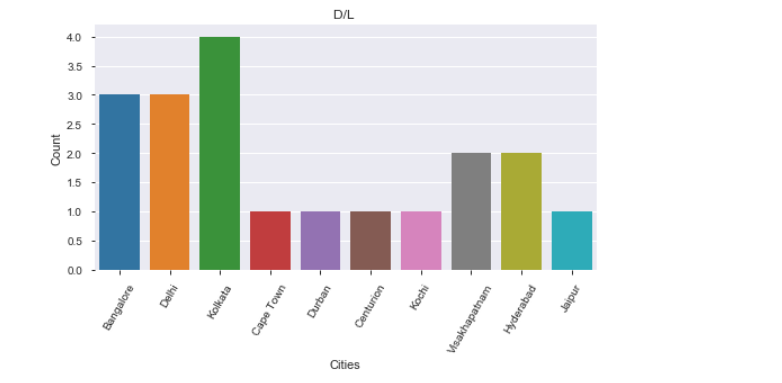 D/L
4.0
3.5
3.0
2.5
2.0
1.5
1.0
0.5
0.0
Count
Bangalore
Delhi
Kolkata
Cape Town
Durban
Centurion
Kochi
Visakhapatnam
Hyderabad
Jaipur
Cities